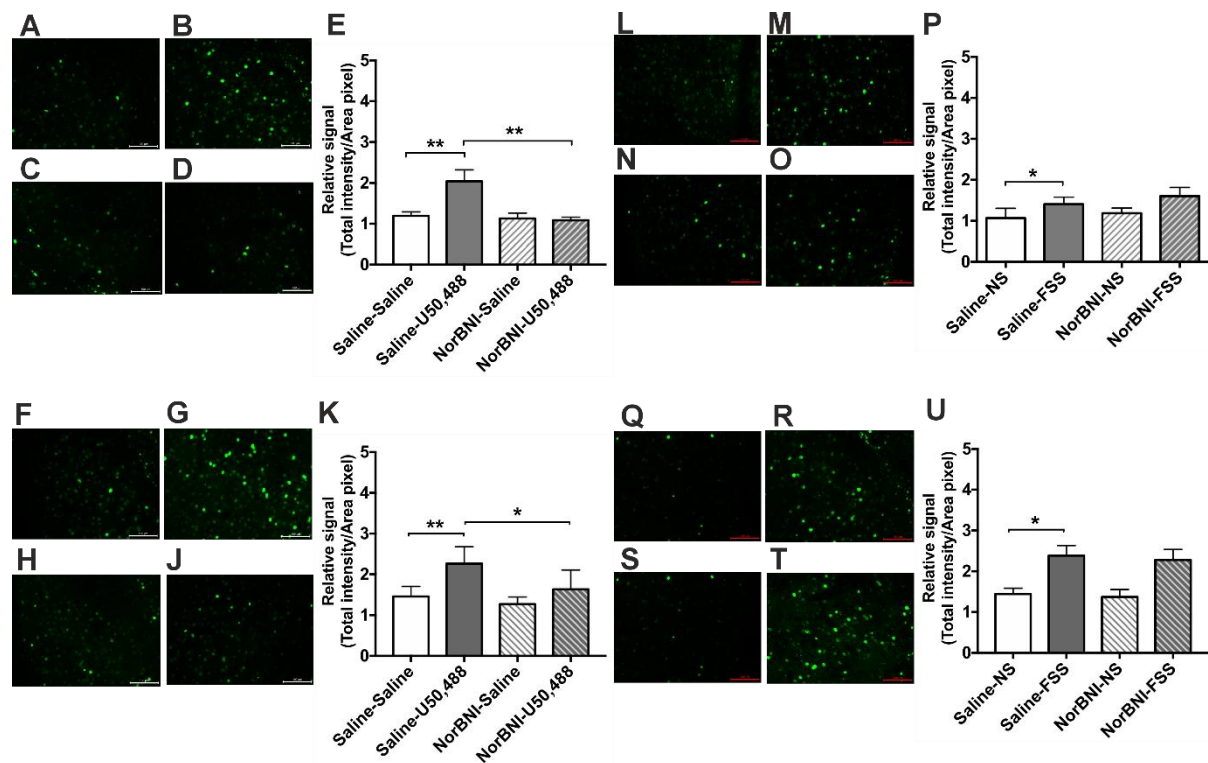 A
B
C
D
E
Relative signal
(Total intensity/Area pixel)
5
4
3
2
1
0
**
**
Saline-Saline
Saline-U50,488
NorBNI-Saline
NorBNI-U50,488
L
M
N
O
P
Relative signal
(Total intensity/Area pixel)
5
4
3
2
1
0
*
Saline-NS
Saline-FSS
NorBNI-NS
NorBNI-FSS
F
G
H
J
K
Relative signal
(Total intensity/Area pixel)
5
4
3
2
1
0
**
*
Saline-Saline
Saline-U50,488
NorBNI-Saline
NorBNI-U50,488
Q
R
S
T
U
Relative signal
(Total intensity/Area pixel)
5
4
3
2
1
0
*
Saline-NS
Saline-FSS
NorBNI-NS
NorBNI-FSS